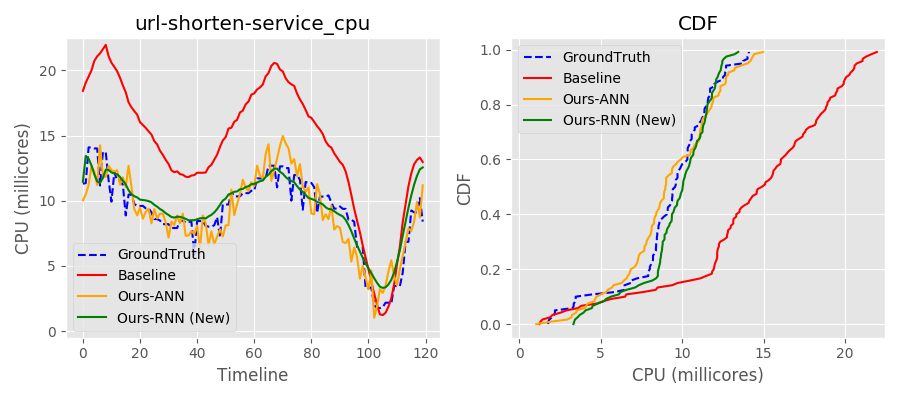 url-shorten-service_cpu
CPU (millicores)
20
15
10
5
0
GroundTruth
Baseline
Ours-ANN
Ours-RNN (New)
0 20 40 60 80 100 120
Timeline
CDF
CDF
1.0
0.8
0.6
0.4
0.2
0.0
GroundTruth
Baseline
Ours-ANN
Ours-RNN (New)
0 5 10 15 20
CPU (millicores)